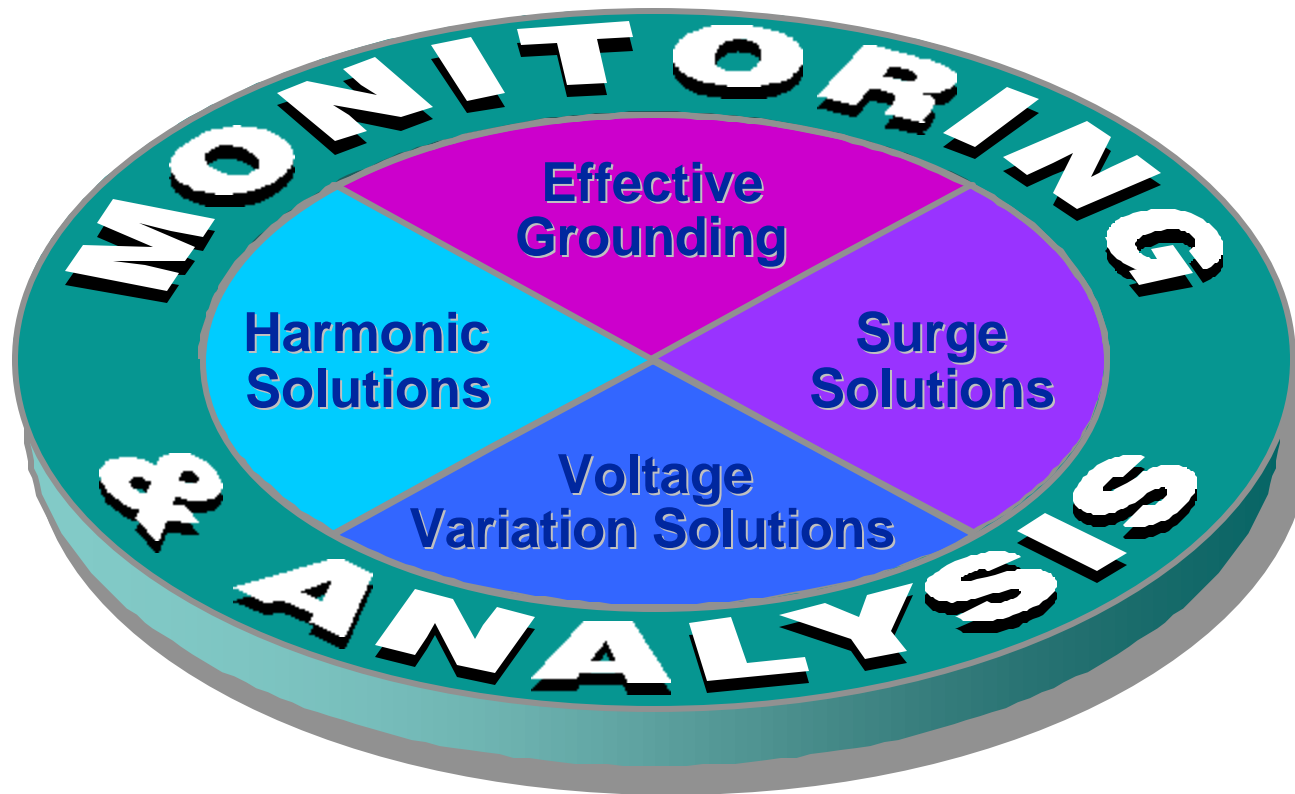 MONITORING
Effective
Grounding
Harmonic
Solutions
Surge
Solutions
Voltage
Variation Solutions
& ANALYSIS